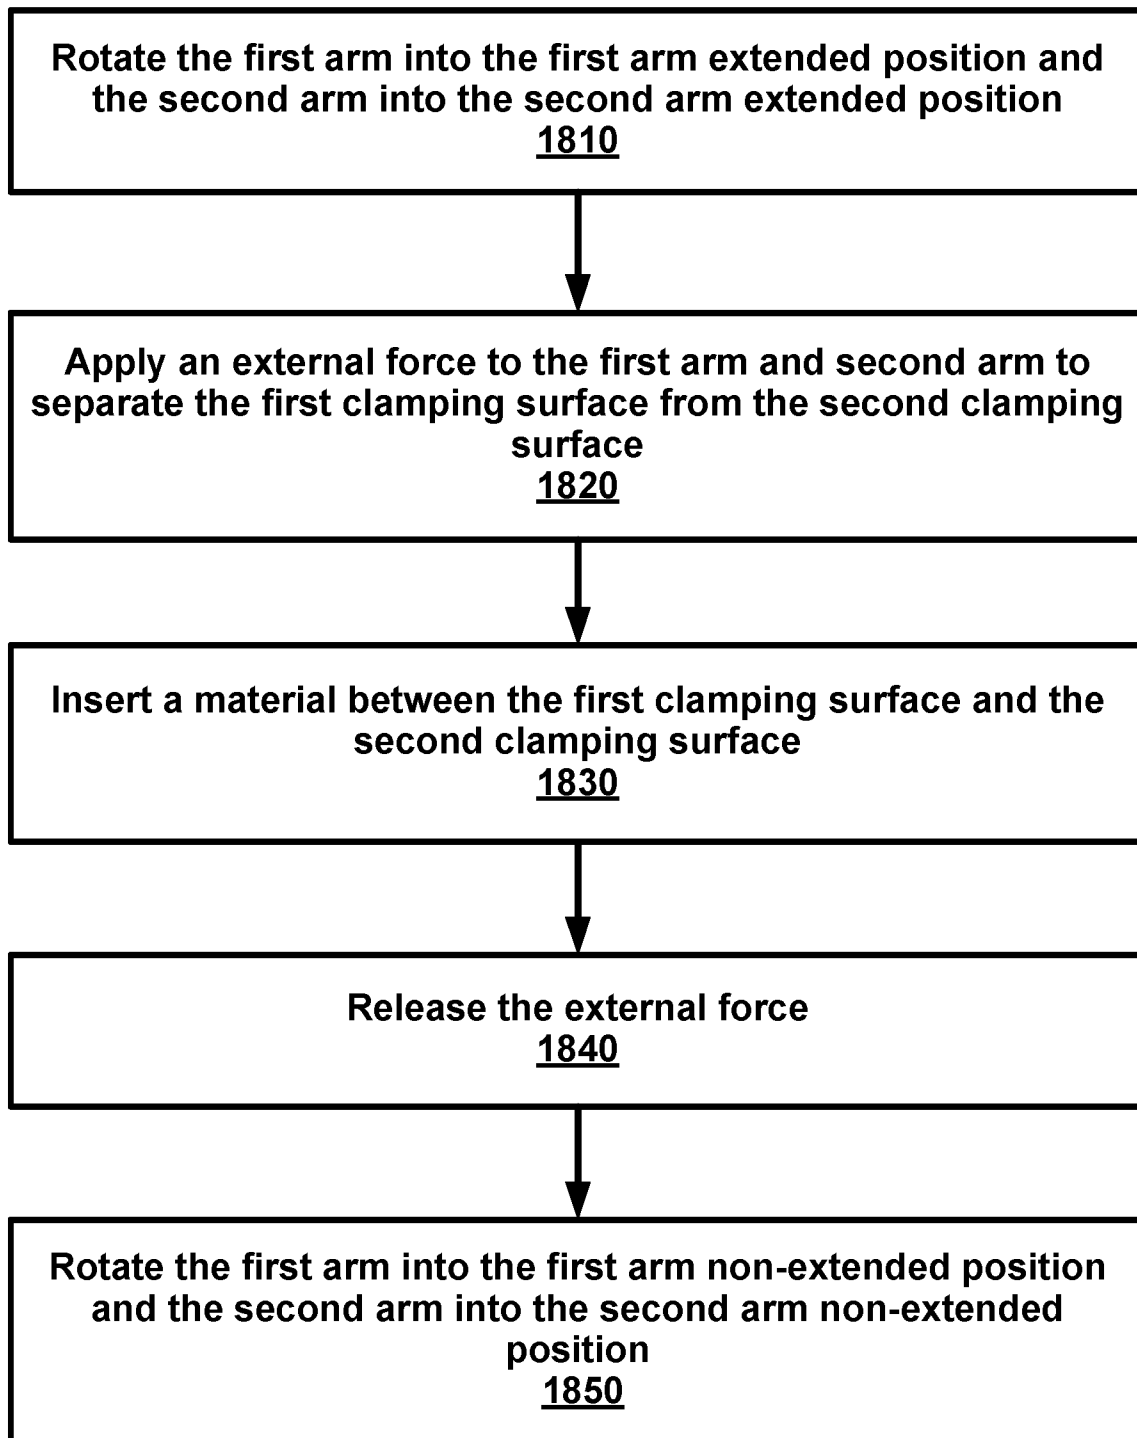 Rotate the first arm into the first arm extended position and
the second arm into the second arm extended position
1810
Apply an external force to the first arm and second arm to
separate the first clamping surface from the second clamping
surface
1820
Insert a material between the first clamping surface and the
second clamping surface
1830
Release the external force
1840
Rotate the first arm into the first arm non-extended position
and the second arm into the second arm non-extended
position
1850